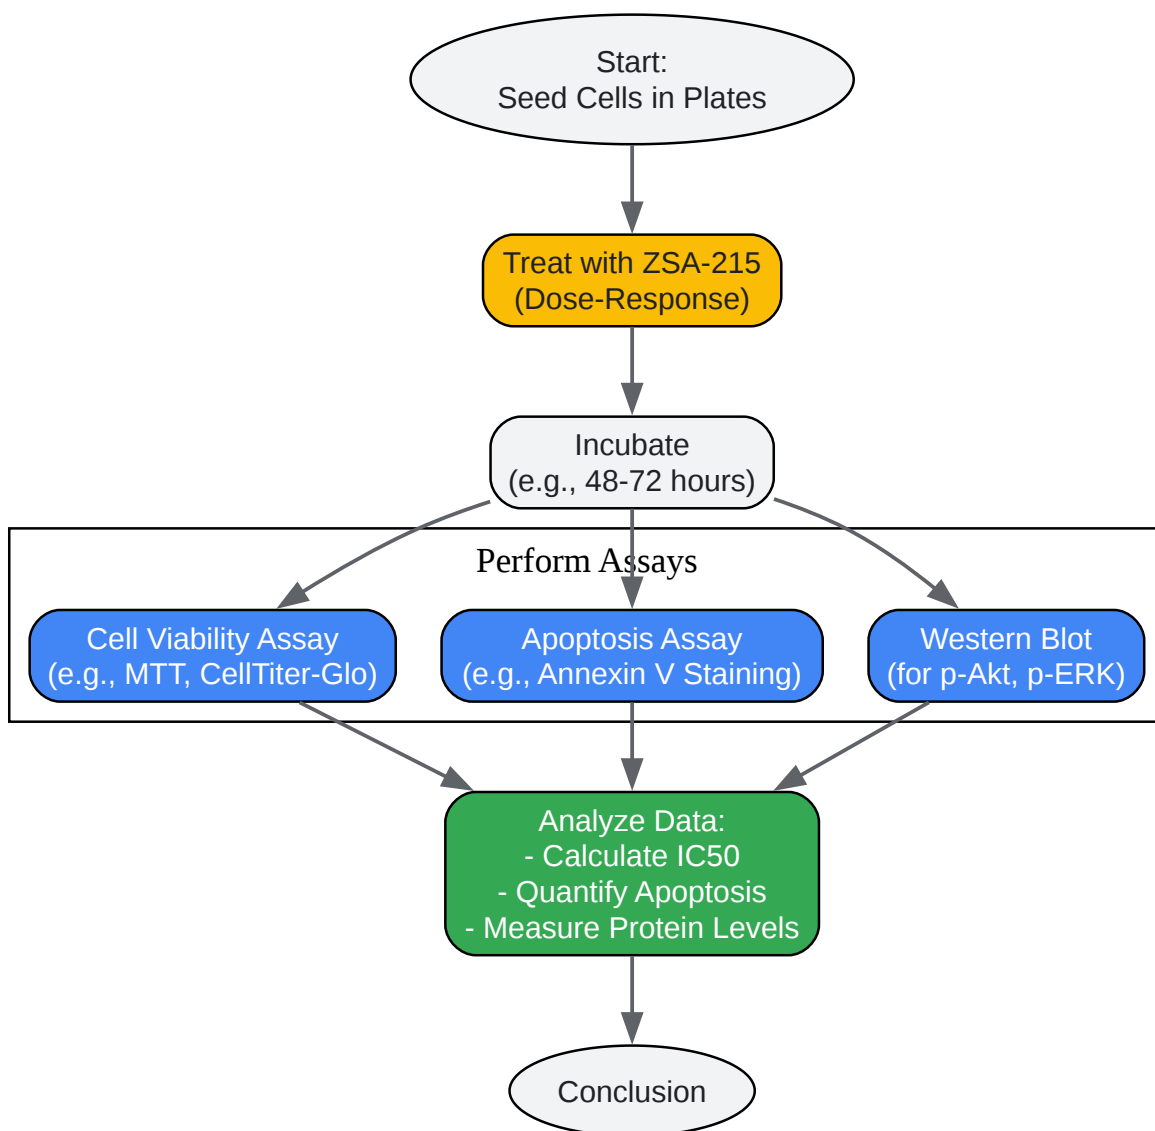 Start:
Seed Cells in Plates
Treat with ZSA-215
(Dose-Response)
Incubate
(e.g., 48-72 hours)
Perform Assays
Cell Viability Assay
(e.g., MTT, CellTiter-Glo)
Apoptosis Assay
(e.g., Annexin V Staining)
Western Blot
(for p-Akt, p-ERK)
Analyze Data:
- Calculate IC50
- Quantify Apoptosis
- Measure Protein Levels
Conclusion